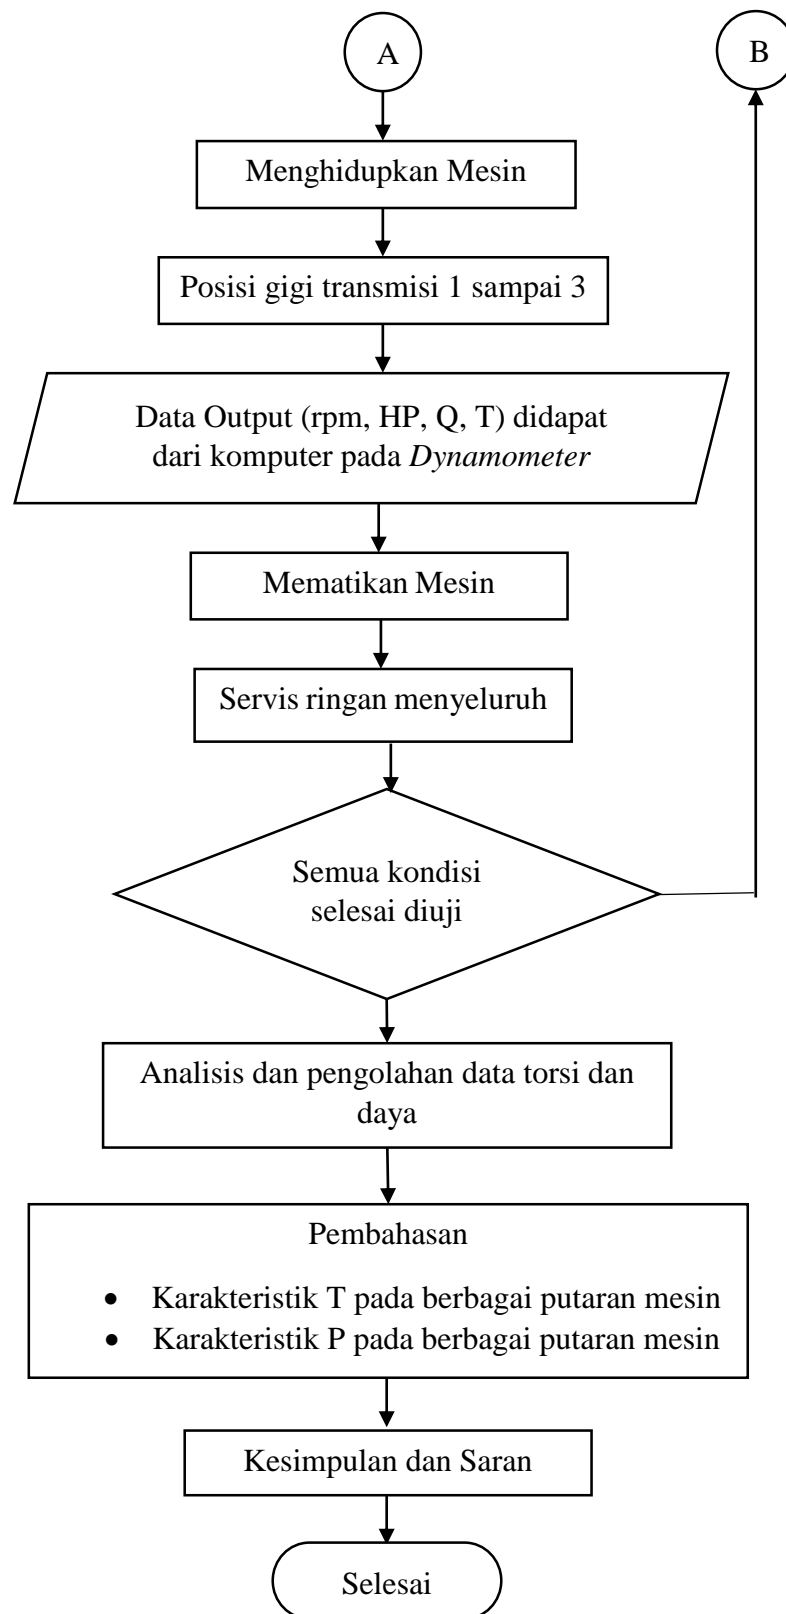 A
B
Menghidupkan Mesin
Posisi gigi transmisi 1 sampai 3
Data Output (rpm, HP, Q, T) didapat
dari komputer pada Dynamometer
Mematikan Mesin
Servis ringan menyeluruh
Semua kondisi
selesai diuji
Analisis dan pengolahan data torsi dan
daya
Pembahasan
• Karakteristik T pada berbagai putaran mesin
• Karakteristik P pada berbagai putaran mesin
Kesimpulan dan Saran
Selesai